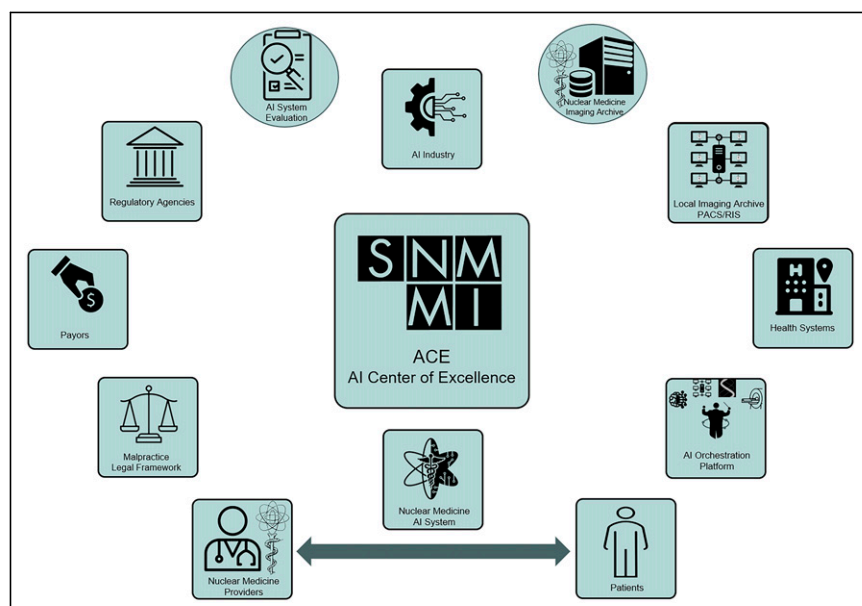 AI System
Evaluation
Nuclear Medicine
Imaging Archive
AI Industry
Regulatory Agencies
Local Imaging Archive
PACS/RIS
SNM
MI
ACE
AI Center of Excellence
$
Payors
H
Health Systems
Malpractice
Legal Framework
AI Orchestration
Platform
Nuclear Medicine
AI System
Nuclear Medicine
Providers
Patients